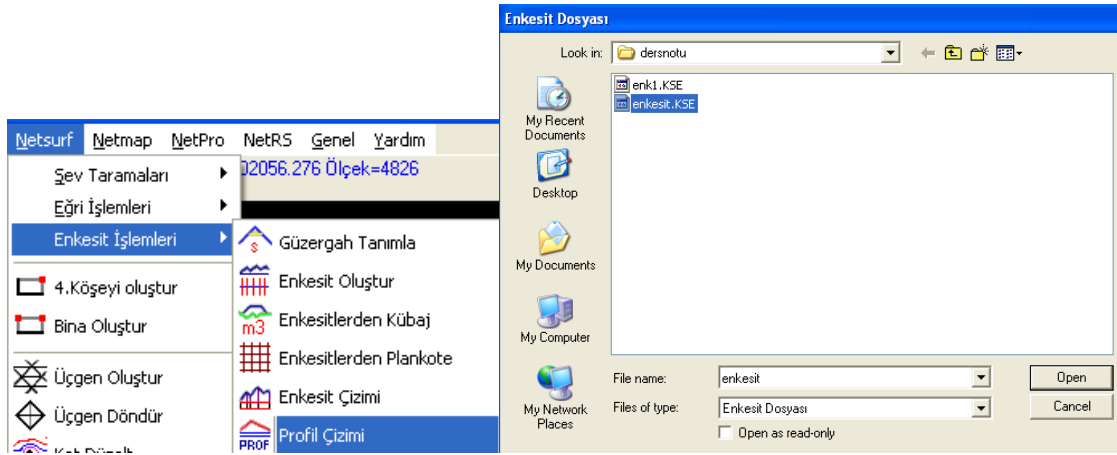 Netsurf Netmap NetPro NetRS Genel Yardım
02056.276 Ölçek=4826
Şev Taramaları
Eğri İşlemleri
Enkesit İşlemleri
4.Köşeyi oluştur
Bina Oluştur
Üçgen Oluştur
Üçgen Döndür
Kot Düzelt
Güzergah Tanımla
Enkesit Oluştur
m3 Enkesitlerden Kübaj
Enkesitlerden Plankote
Enkesit Çizimi
PROF Profil Çizimi
Enkesit Dosyası
Look in: dersnotu
enk1.KSE
enkesit.KSE
My Recent
Documents
Desktop
My Documents
My Computer
My Network
Places
File name: enkesit Open
Files of type: Enkesit Dosyası Cancel
Open as read-only